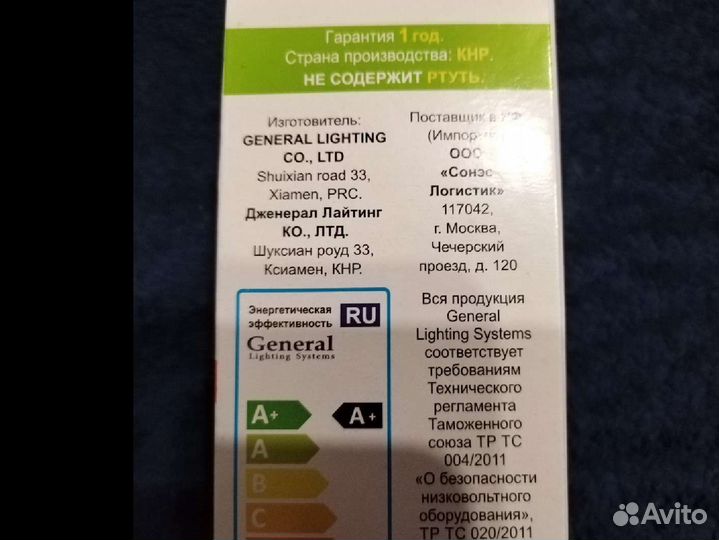 Гарантия 1 год.
Страна производства: КНР.
НЕ СОДЕРЖИТ РТУТЬ.
Изготовитель:
GENERAL LIGHTING
CO., LTD
Shuixian road 33,
Xiamen, PRC.
Дженерал Лайтинг
КО., ЛТД.
Шуксиан роуд 33,
Ксиамен, КНР.
Поставщик в
ООО
«Сонэс
Логистик»
117042,
г. Москва,
Чечерский
проезд, д. 120
Энергетическая
эффективность
RU
General
Lighting Systems
A+
A+
A
B
C
Вся продукция
General
Lighting Systems
соответствует
требованиям
Технического
регламента
Таможенного
союза ТР ТС
004/2011
«О безопасности
низковольтного
оборудования»,
ТР ТС 020/2011
Avito